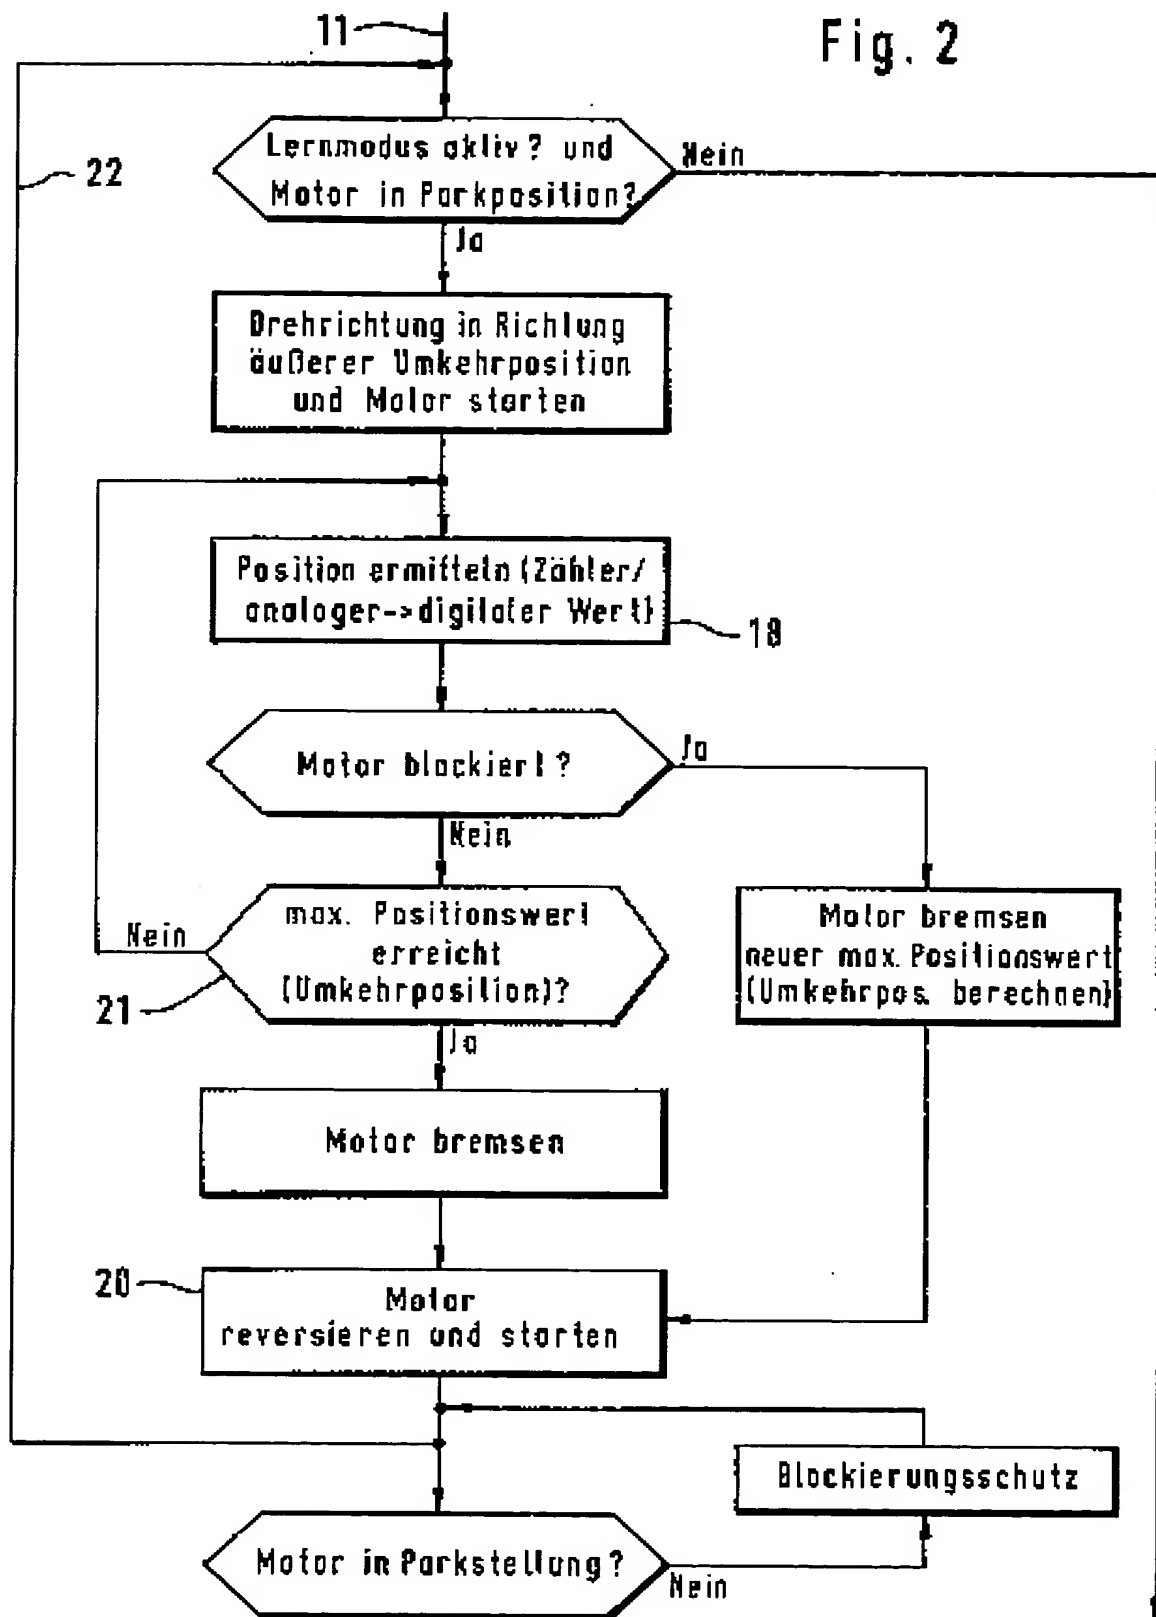 11
Fig. 2
Lernmodus aktiv? und
Motor in Parkposition?
Nein
22
Ja
Drehrichtung in Richtung
äußerer Umkehrposition
und Motor starten
Position ermitteln (Zähler/
analoger->digitaler Wert)
18
Motor blockiert?
Ja
Nein
max. Positionswert
erreicht
(Umkehrposition)?
Nein
21
Motor bremsen
neuer max. Positionswert
(Umkehrpos. berechnen)
Ja
Motor bremsen
20
Motor
reversieren und starten
Blockierungsschutz
Motor in Parkstellung?
Nein